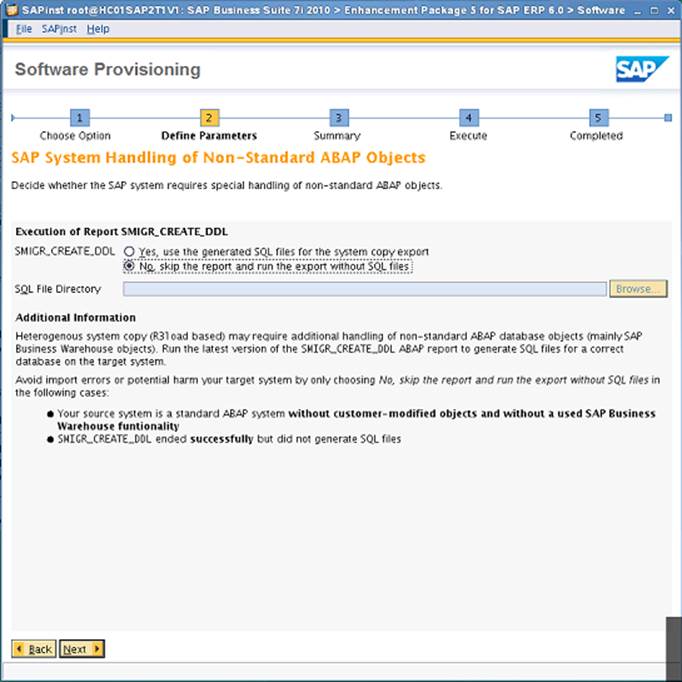 SAPinst root@HC01SAP2T1V1: SAP Business Suite 7i 2010 > Enhancement Package 5 for SAP ERP 6.0 > Software
File SAPinst Help
Software Provisioning
SAP
1 2 3 4 5
Choose Option Define Parameters Summary Execute Completed
SAP System Handling of Non-Standard ABAP Objects
Decide whether the SAP system requires special handling of non-standard ABAP objects.
Execution of Report SMIGR_CREATE_DDL
SMIGR_CREATE_DDL Yes, use the generated SQL files for the system copy export
No, skip the report and run the export without SQL files
SQL File Directory Browse...
Additional Information
Heterogenous system copy (R3load based) may require additional handling of non-standard ABAP database objects (mainly SAP
Business Warehouse objects). Run the latest version of the SMIGR_CREATE_DDL ABAP report to generate SQL files for a correct
database on the target system.
Avoid import errors or potential harm your target system by only choosing No, skip the report and run the export without SQL files in
the following cases:
● Your source system is a standard ABAP system without customer-modified objects and without a used SAP Business
Warehouse funtionality
● SMIGR_CREATE_DDL ended successfully but did not generate SQL files
Back Next